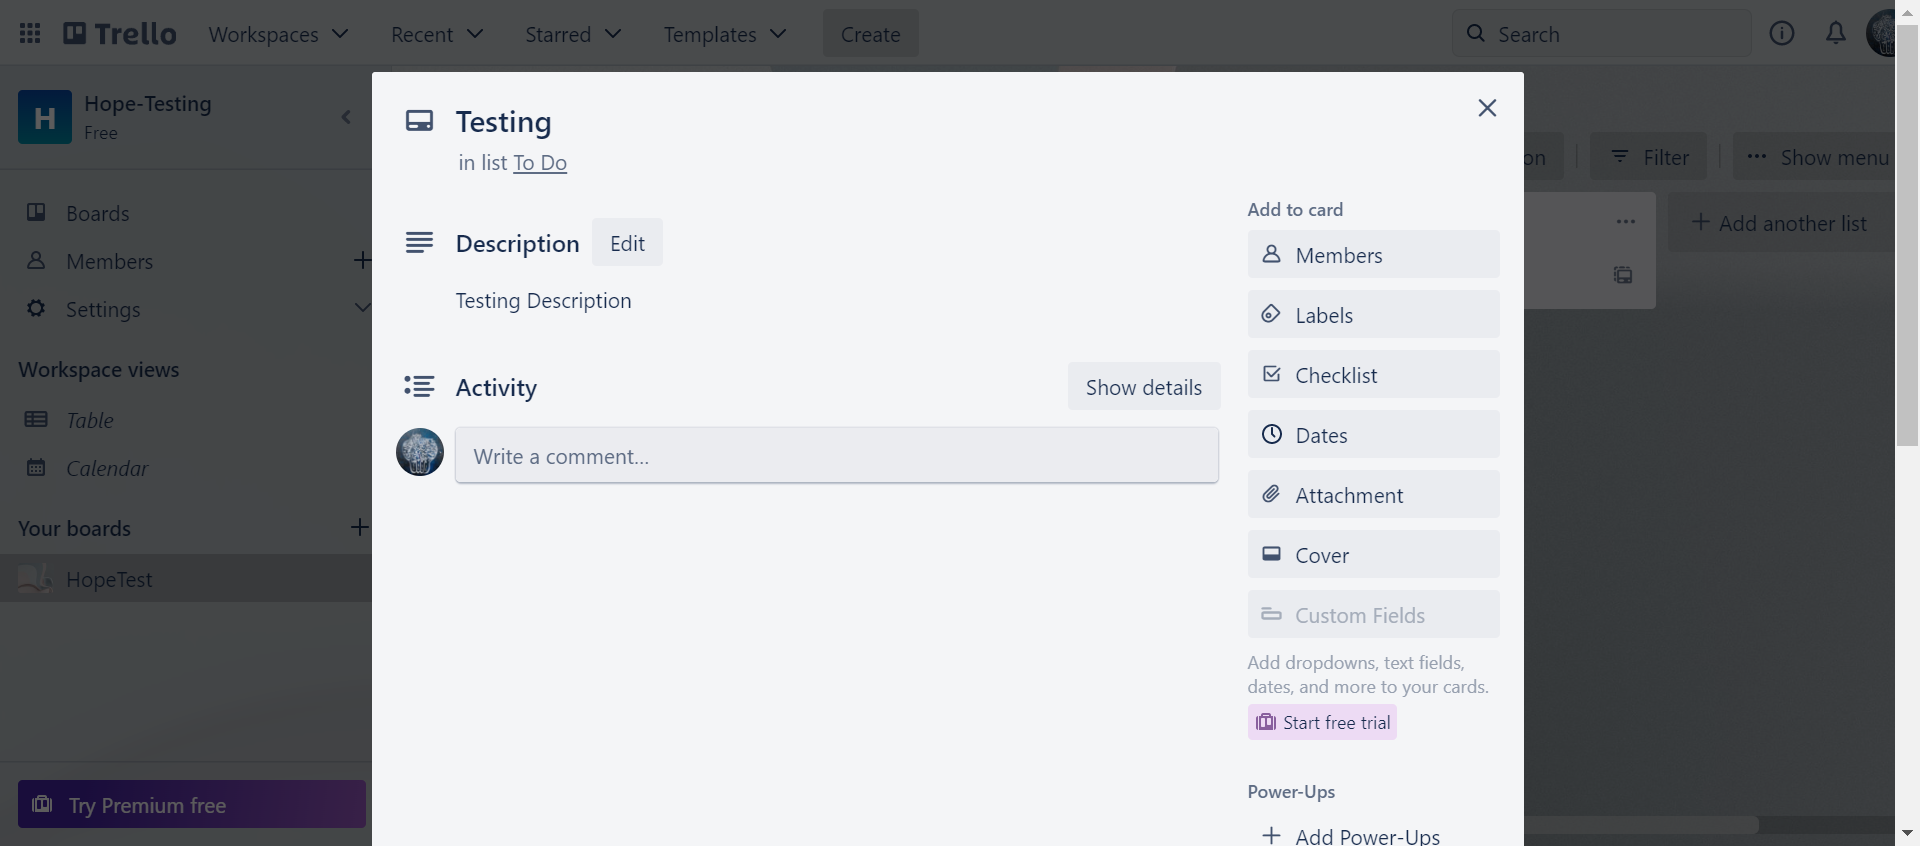 Trello
Workspaces
Recent
Starred
Templates
Create
Search
H
Hope-Testing
Free
Boards
Members
Settings
Workspace views
Table
Calendar
Your boards
HopeTest
Try Premium free
Testing
in list To Do
Description
Edit
Testing Description
Activity
Show details
Write a comment...
Add to card
Members
Labels
Checklist
Dates
Attachment
Cover
Custom Fields
Add dropdowns, text fields,
dates, and more to your cards.
Start free trial
Power-Ups
Add Power-Ups
on
Filter
Show menu
Add another list